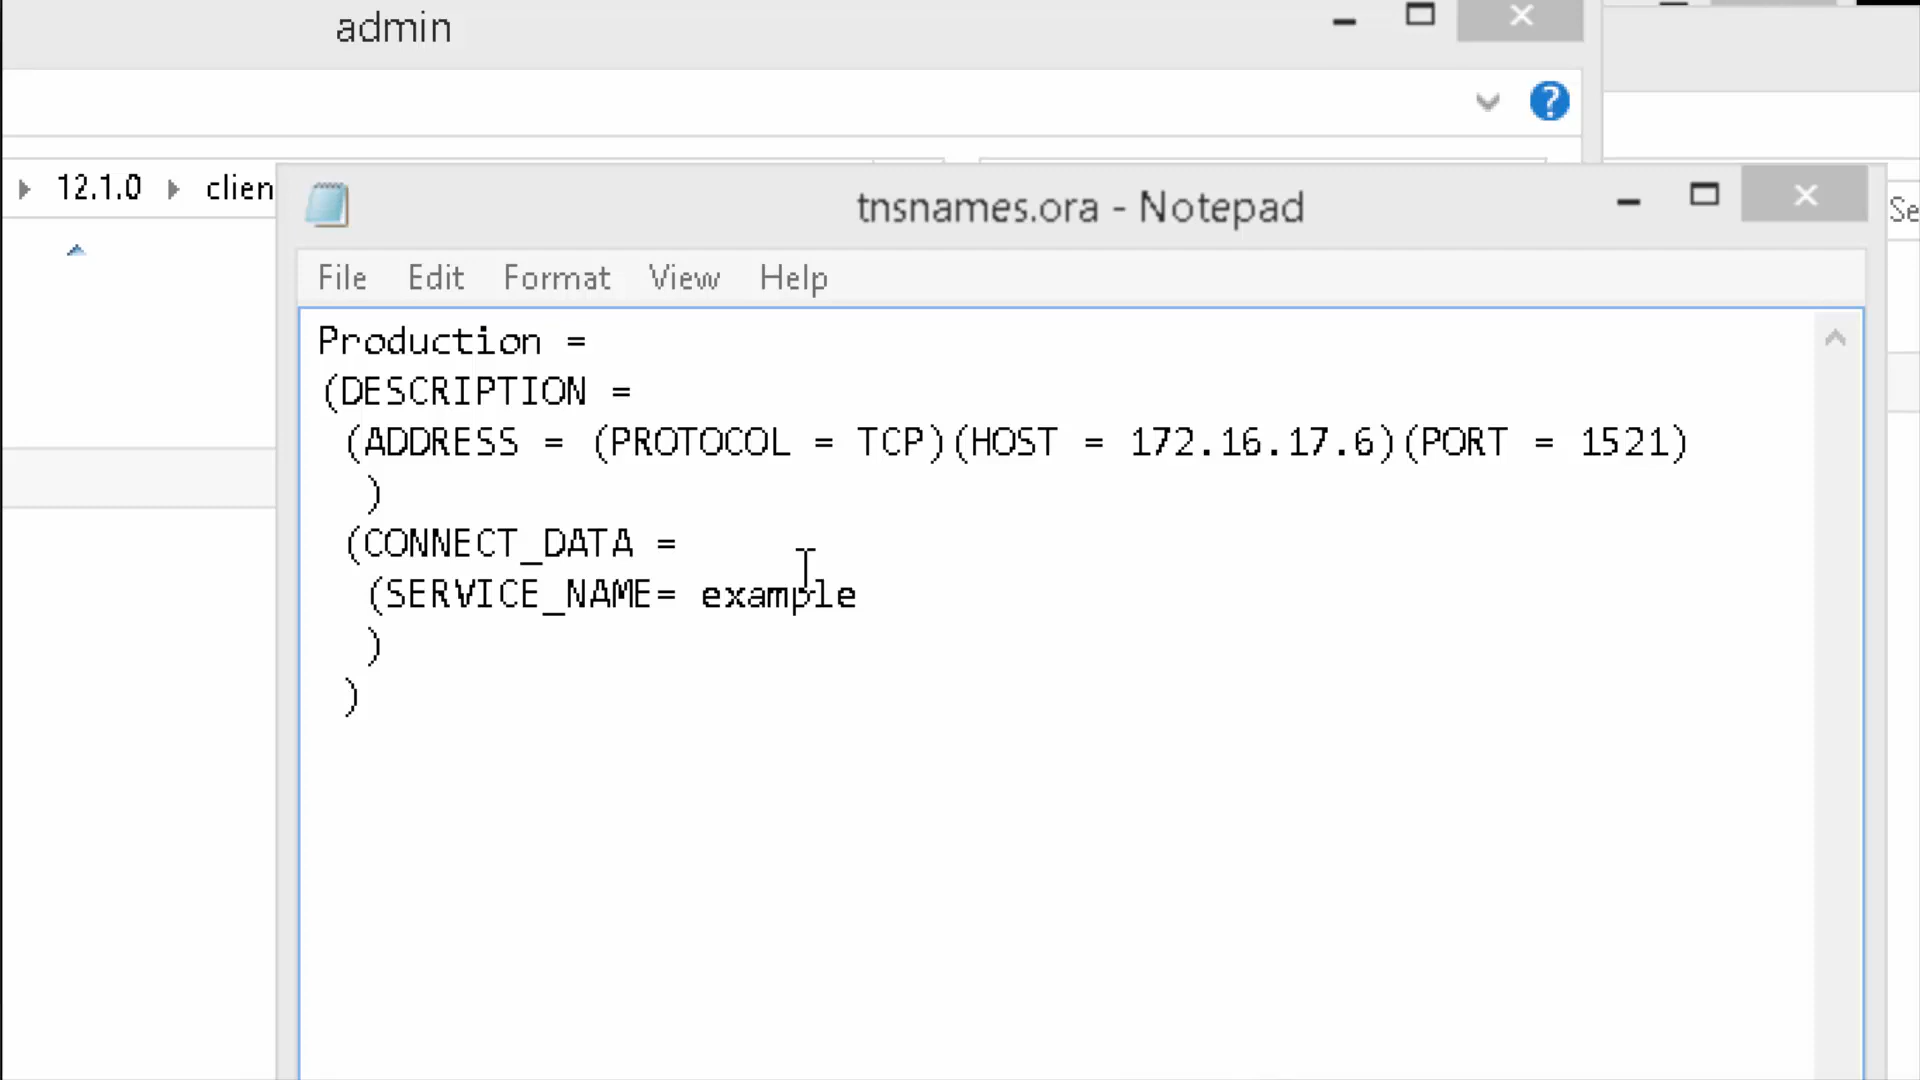 admin
12.1.0 clien
tnsnames.ora - Notepad
Se
File Edit Format View Help
Production =
(DESCRIPTION =
(ADDRESS = (PROTOCOL = TCP)(HOST = 172.16.17.6)(PORT = 1521)
)
(CONNECT_DATA =
(SERVICE_NAME= example
)
)